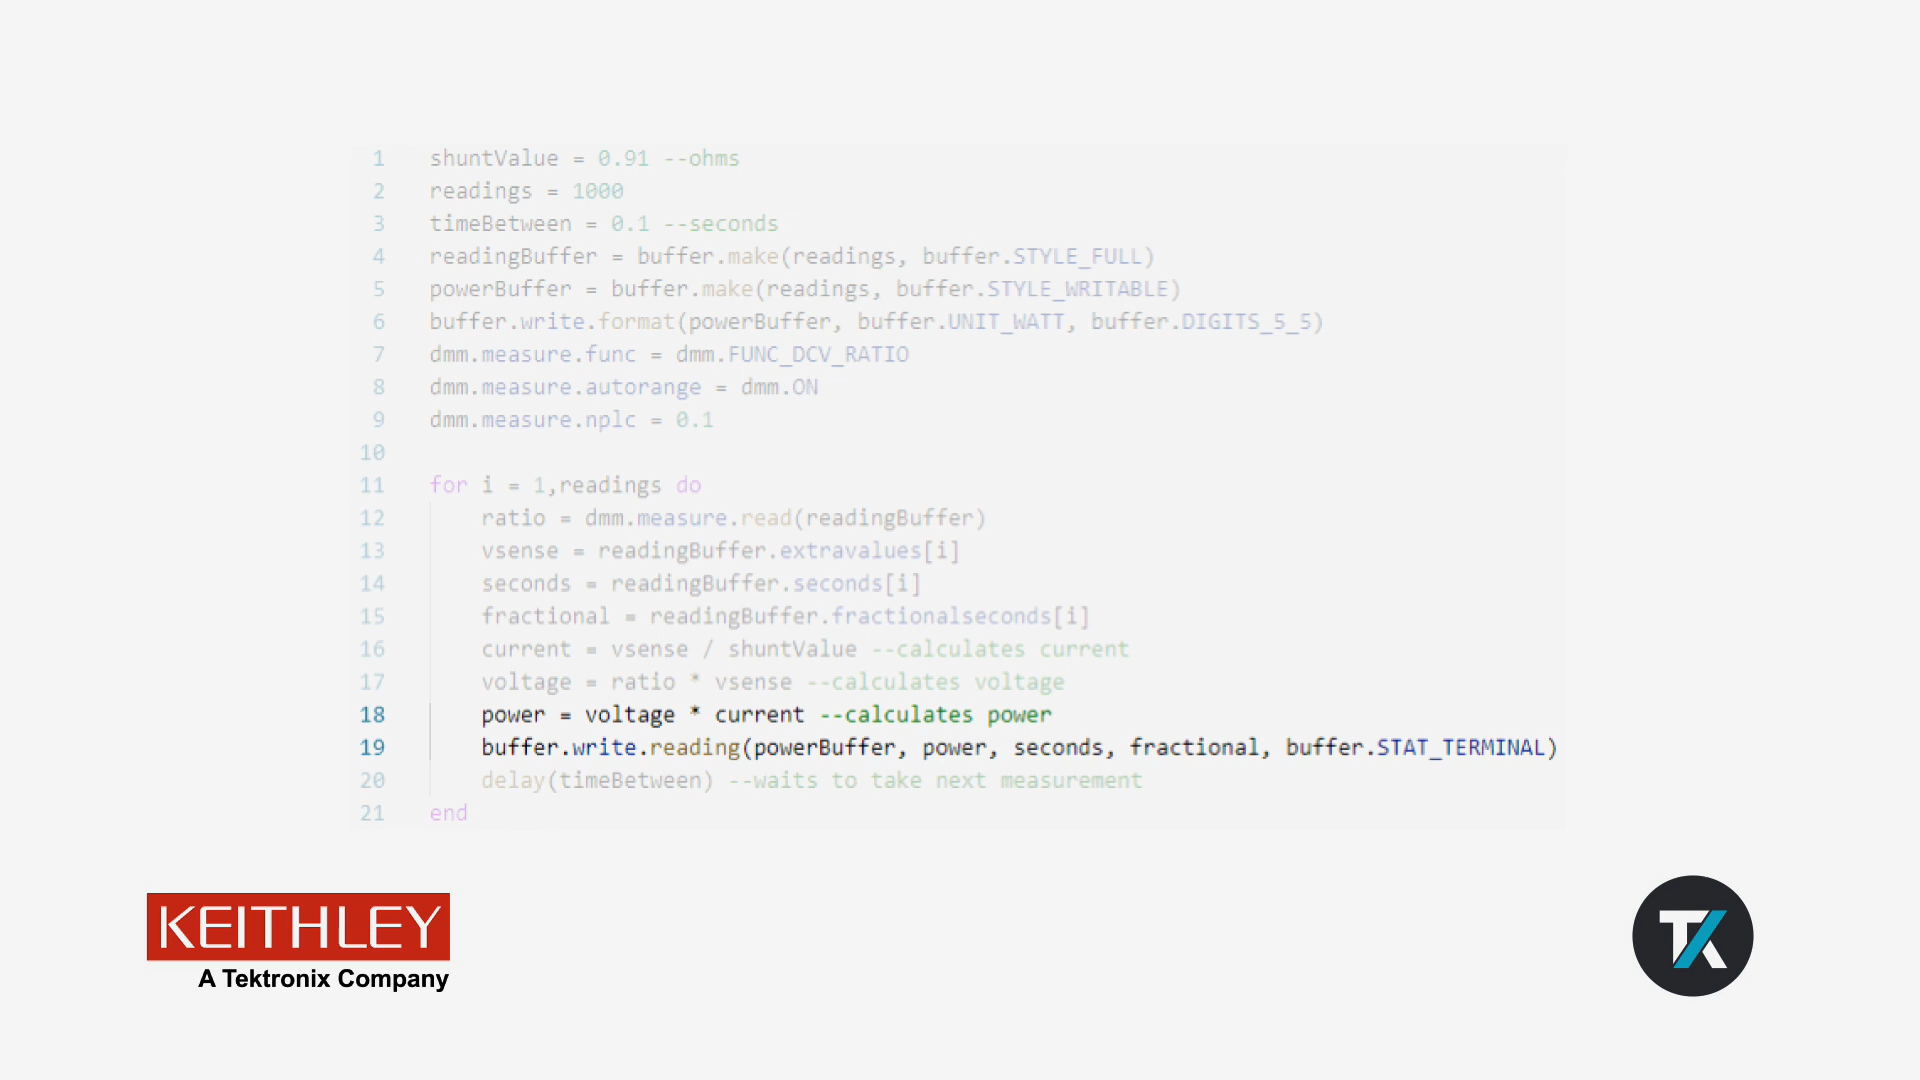 1 shuntValue = 0.91 --ohms
2 readings = 1000
3 timeBetween = 0.1 --seconds
4 readingBuffer = buffer.make(readings, buffer.STYLE_FULL)
5 powerBuffer = buffer.make(readings, buffer.STYLE_WRITABLE)
6 buffer.write.format(powerBuffer, buffer.UNIT_WATT, buffer.DIGITS_5_5)
7 dmm.measure.func = dmm.FUNC_DCV_RATIO
8 dmm.measure.autorange = dmm.ON
9 dmm.measure.nplc = 0.1
10
11 for i = 1,readings do
12     ratio = dmm.measure.read(readingBuffer)
13     vsense = readingBuffer.extravalues[i]
14     seconds = readingBuffer.seconds[i]
15     fractional = readingBuffer.fractionalseconds[i]
16     current = vsense / shuntValue --calculates current
17     voltage = ratio * vsense --calculates voltage
18     power = voltage * current --calculates power
19     buffer.write.reading(powerBuffer, power, seconds, fractional, buffer.STAT_TERMINAL)
20     delay(timeBetween) --waits to take next measurement
21 end
KEITHLEY
A Tektronix Company
TK